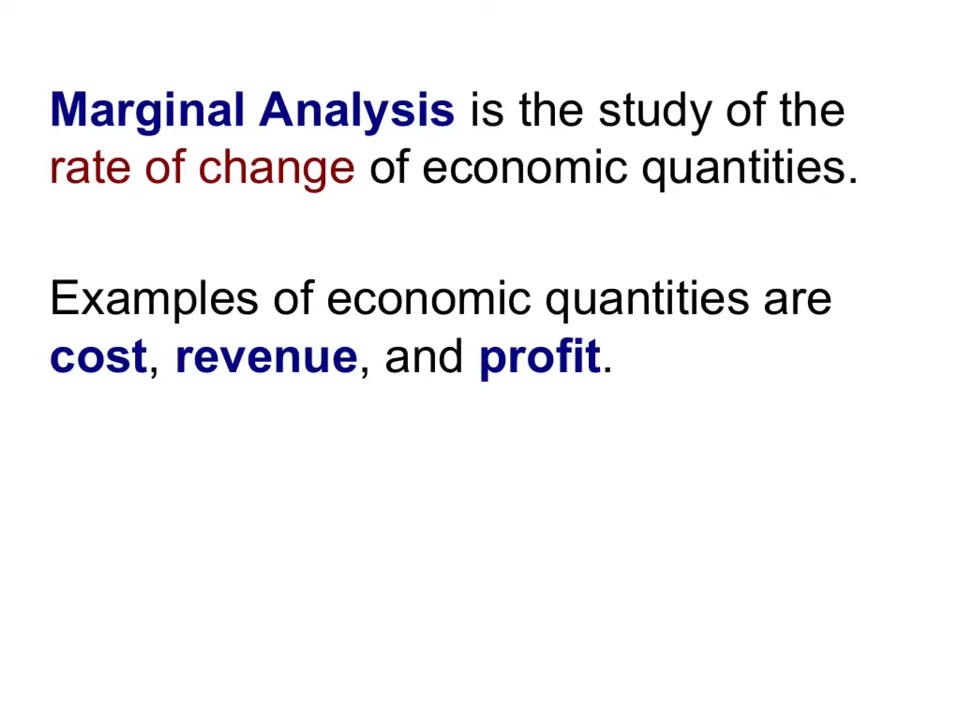 Marginal Analysis is the study of the
rate of change of economic quantities.
Examples of economic quantities are
cost, revenue, and profit.